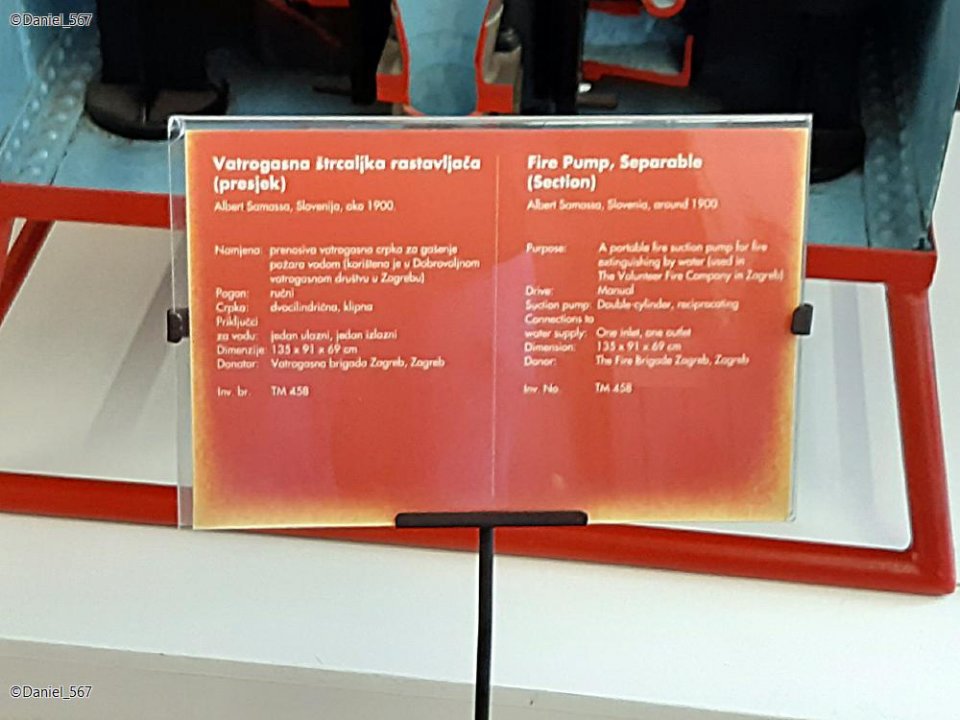 ©Daniel_567
Vatrogasna štrcaljka rastavljača
(presjek)
Albert Samassa, Slovenija, oko 1900.
Namjena: prenosiva vatrogasna crpka za gašenje
požara vodom (korištena je u Dobrovoljnom
vatrogasnom društvu u Zagrebu)
Pogon: ručni
Crpka: dvocilindrična, klipna
Priključci
za vodu: jedan ulazni, jedan izlazni
Dimenzije: 135 x 91 x 69 cm
Donator: Vatrogasna brigada Zagreb, Zagreb
Inv. br. TM 458
Fire Pump, Separable
(Section)
Albert Samassa, Slovenia, around 1900
Purpose: A portable fire suction pump for fire
extinguishing by water (used in
The Volunteer Fire Company in Zagreb)
Drive: Manual
Suction pump: Double-cylinder, reciprocating
Connections to
water supply: One inlet, one outlet
Dimension: 135 x 91 x 69 cm
Donor: The Fire Brigade Zagreb, Zagreb
Inv. No. TM 458
©Daniel_567